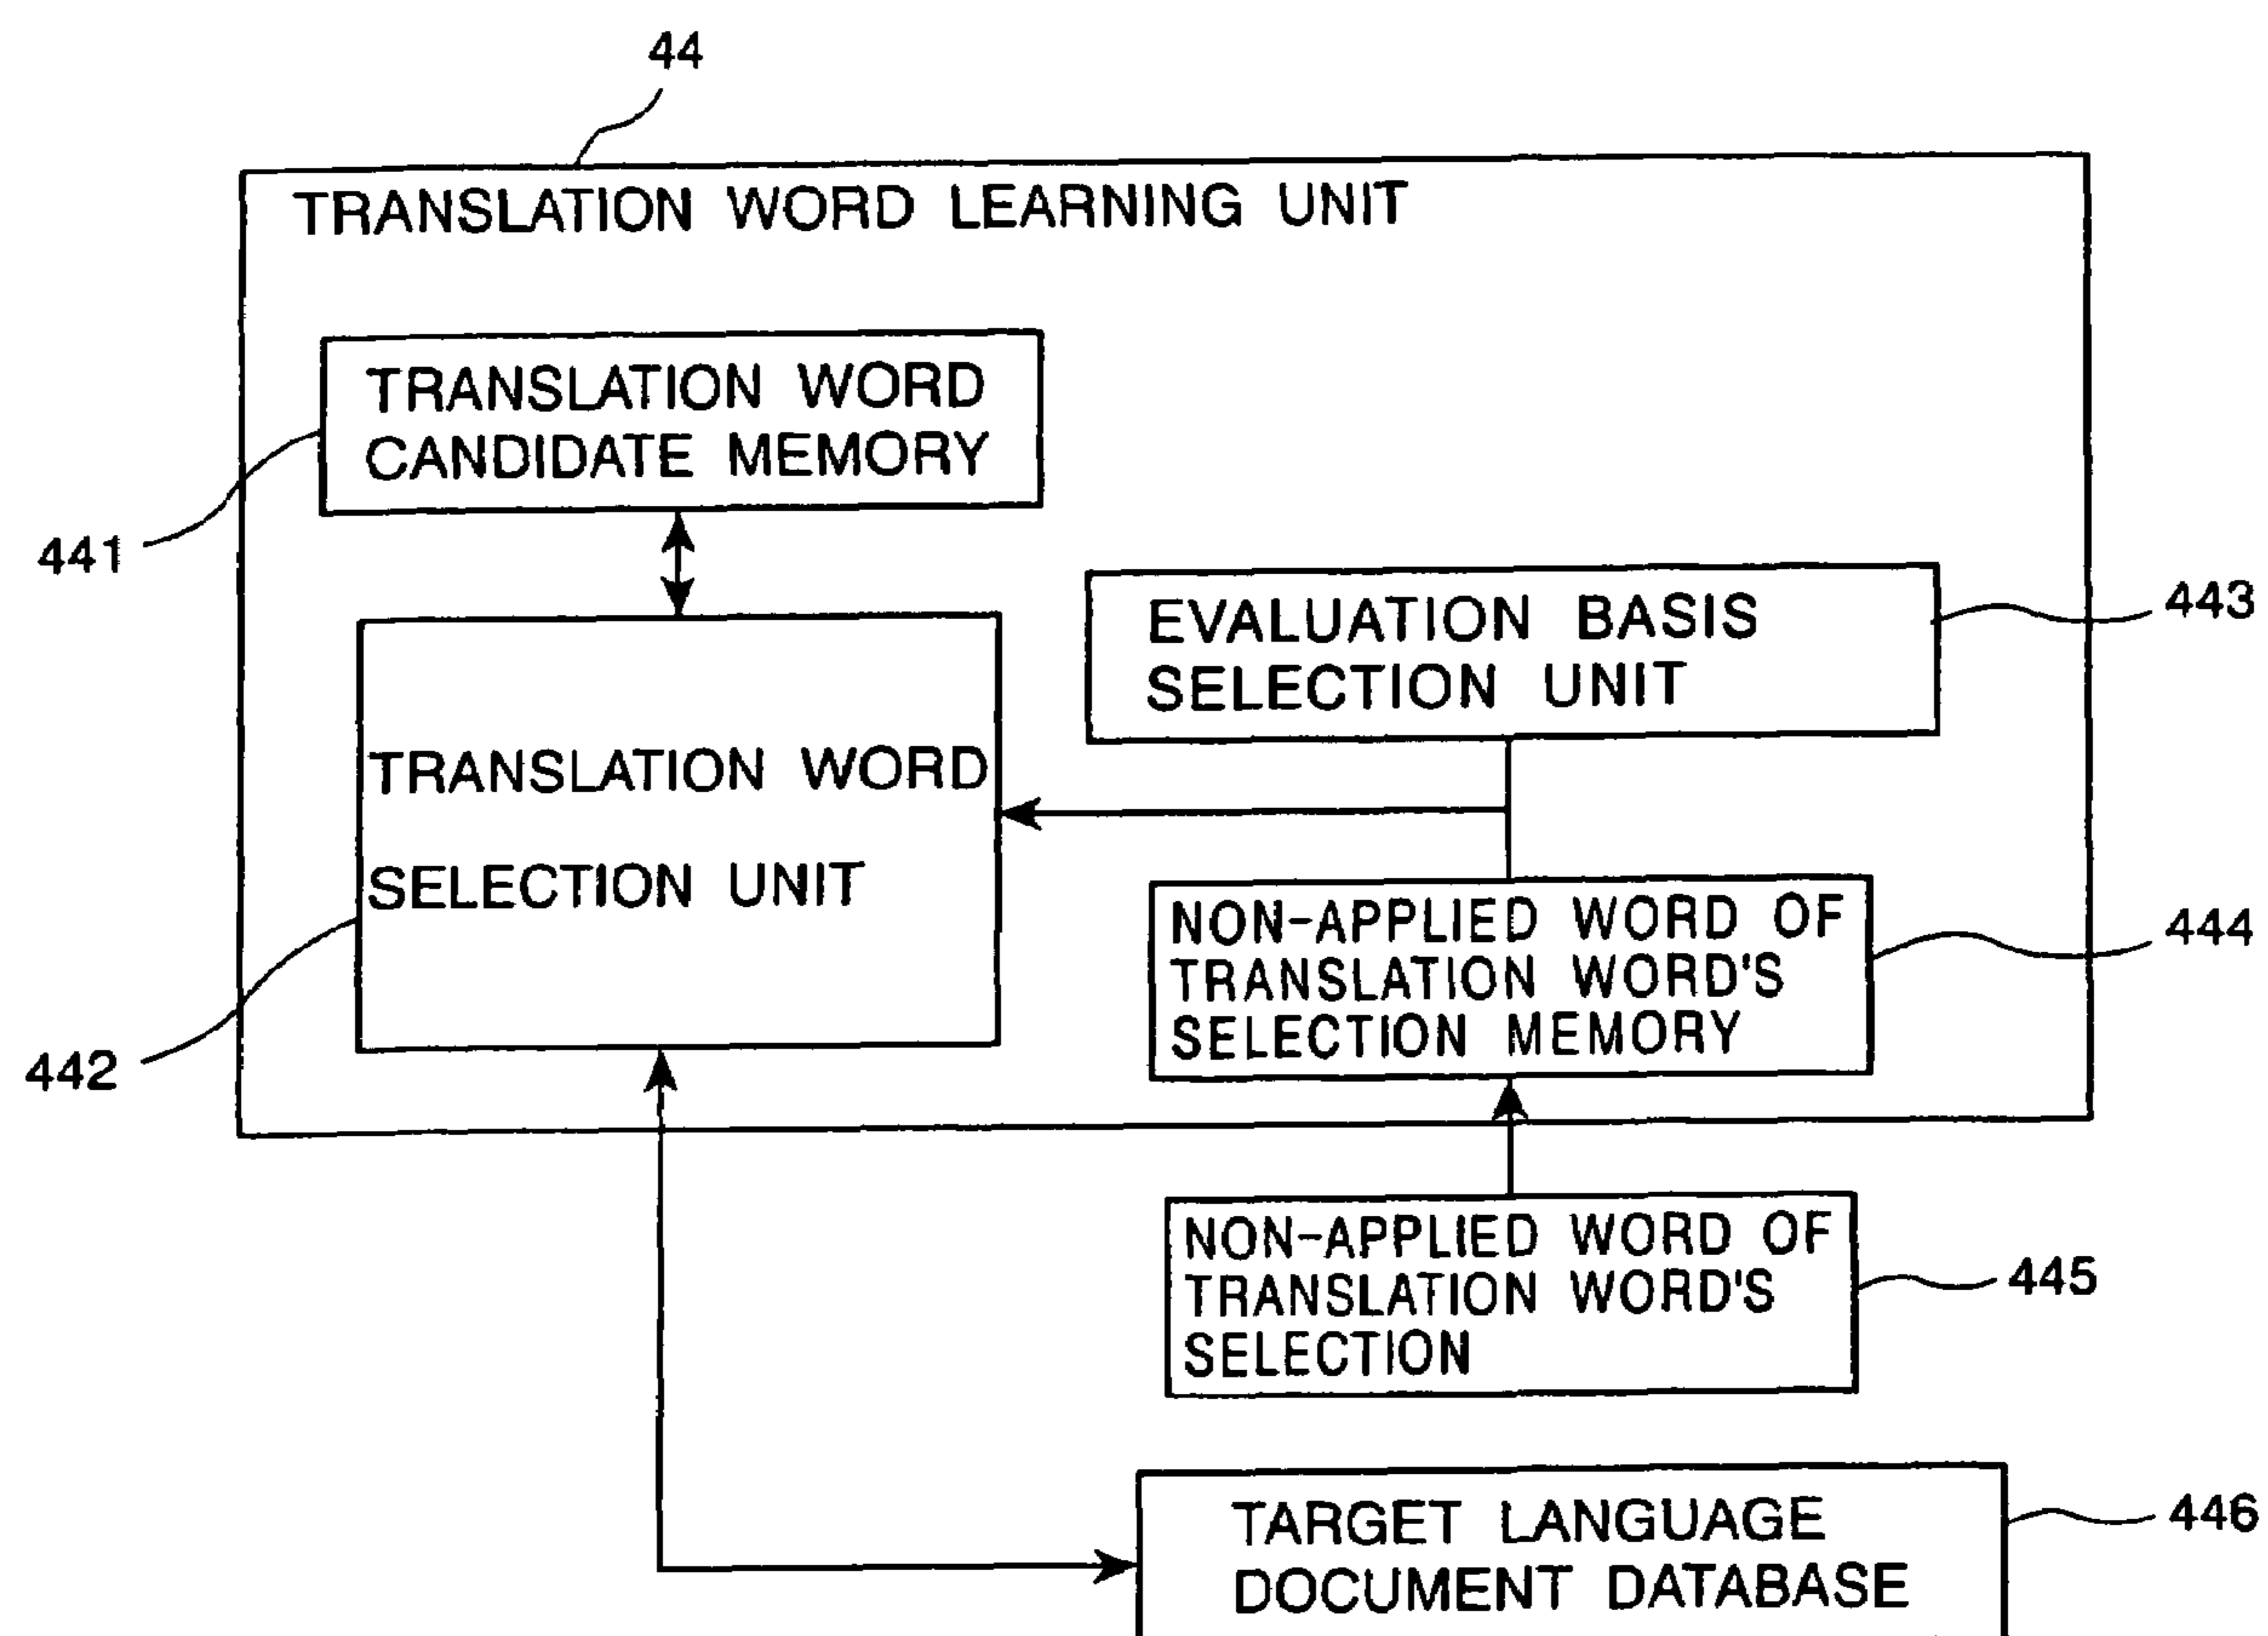 44
TRANSLATION WORD LEARNING UNIT
TRANSLATION WORD
CANDIDATE MEMORY
441
EVALUATION BASIS
SELECTION UNIT
443
TRANSLATION WORD
SELECTION UNIT
442
NON-APPLIED WORD OF
TRANSLATION WORD'S
SELECTION MEMORY
444
NON-APPLIED WORD OF
TRANSLATION WORD'S
SELECTION
445
TARGET LANGUAGE
DOCUMENT DATABASE
446